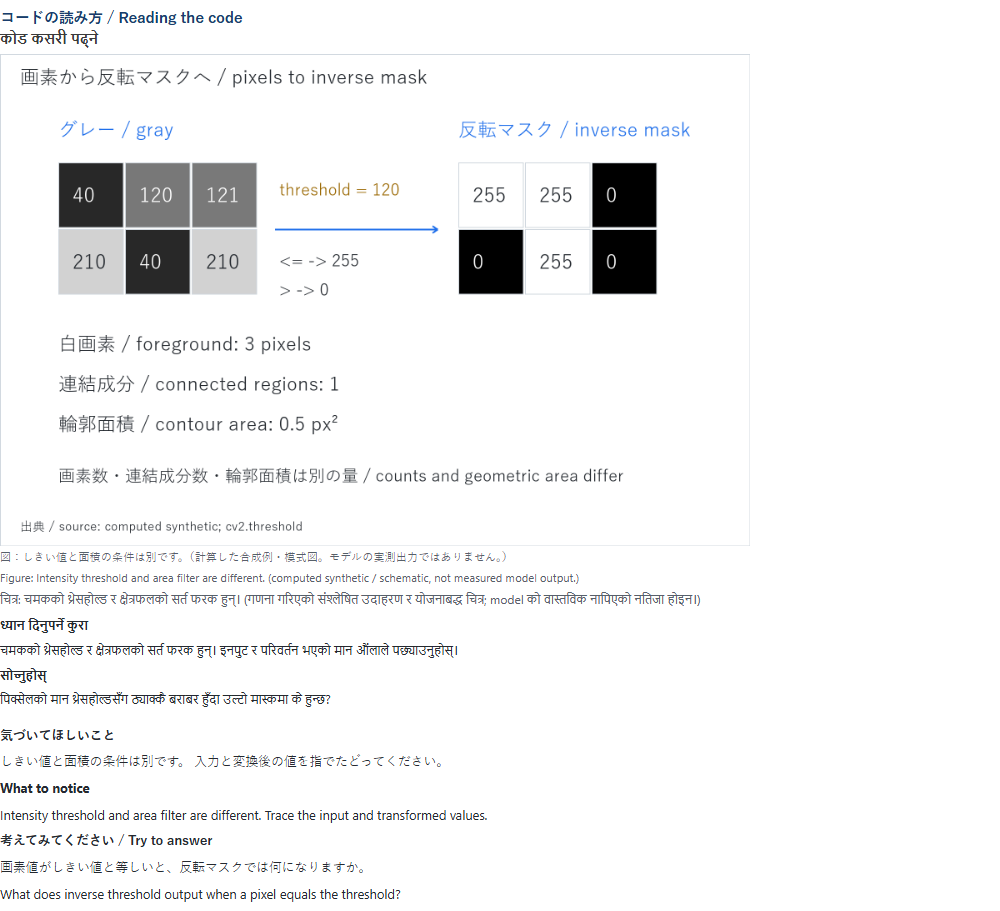 コードの読み方 / Reading the code
कोड कसरी पढ्ने
画素から反転マスクへ / pixels to inverse mask
グレー / gray
反転マスク / inverse mask
40 120 121
threshold = 120
255 255 0
210 40 210
<= -> 255
> -> 0
0 255 0
白画素 / foreground: 3 pixels
連結成分 / connected regions: 1
輪郭面積 / contour area: 0.5 px²
画素数・連結成分数・輪郭面積は別の量 / counts and geometric area differ
出典 / source: computed synthetic; cv2.threshold
図：しきい値と面積の条件は別です。（計算した合成例・模式図。モデルの実測出力ではありません。）
Figure: Intensity threshold and area filter are different. (computed synthetic / schematic, not measured model output.)
चित्र: चमकको थ्रेसहोल्ड र क्षेत्रफलको सर्त फरक हुन्। (गणना गरिएको संश्लेषित उदाहरण र योजनाबद्ध चित्र; model को वास्तविक नापिएको नतिजा होइन।)
ध्यान दिनुपर्ने कुरा
चमकको थ्रेसहोल्ड र क्षेत्रफलको सर्त फरक हुन्। इनपुट र परिवर्तन भएको मान औंलाले पछ्याउनुहोस्।
सोच्नुहोस्
पिक्सेलको मान थ्रेसहोल्डसँग ठ्याक्कै बराबर हुँदा उल्टो मास्कमा के हुन्छ?
気づいてほしいこと
しきい値と面積の条件は別です。 入力と変換後の値を指でたどってください。
What to notice
Intensity threshold and area filter are different. Trace the input and transformed values.
考えてみてください / Try to answer
画素値がしきい値と等しいと、反転マスクでは何になりますか。
What does inverse threshold output when a pixel equals the threshold?